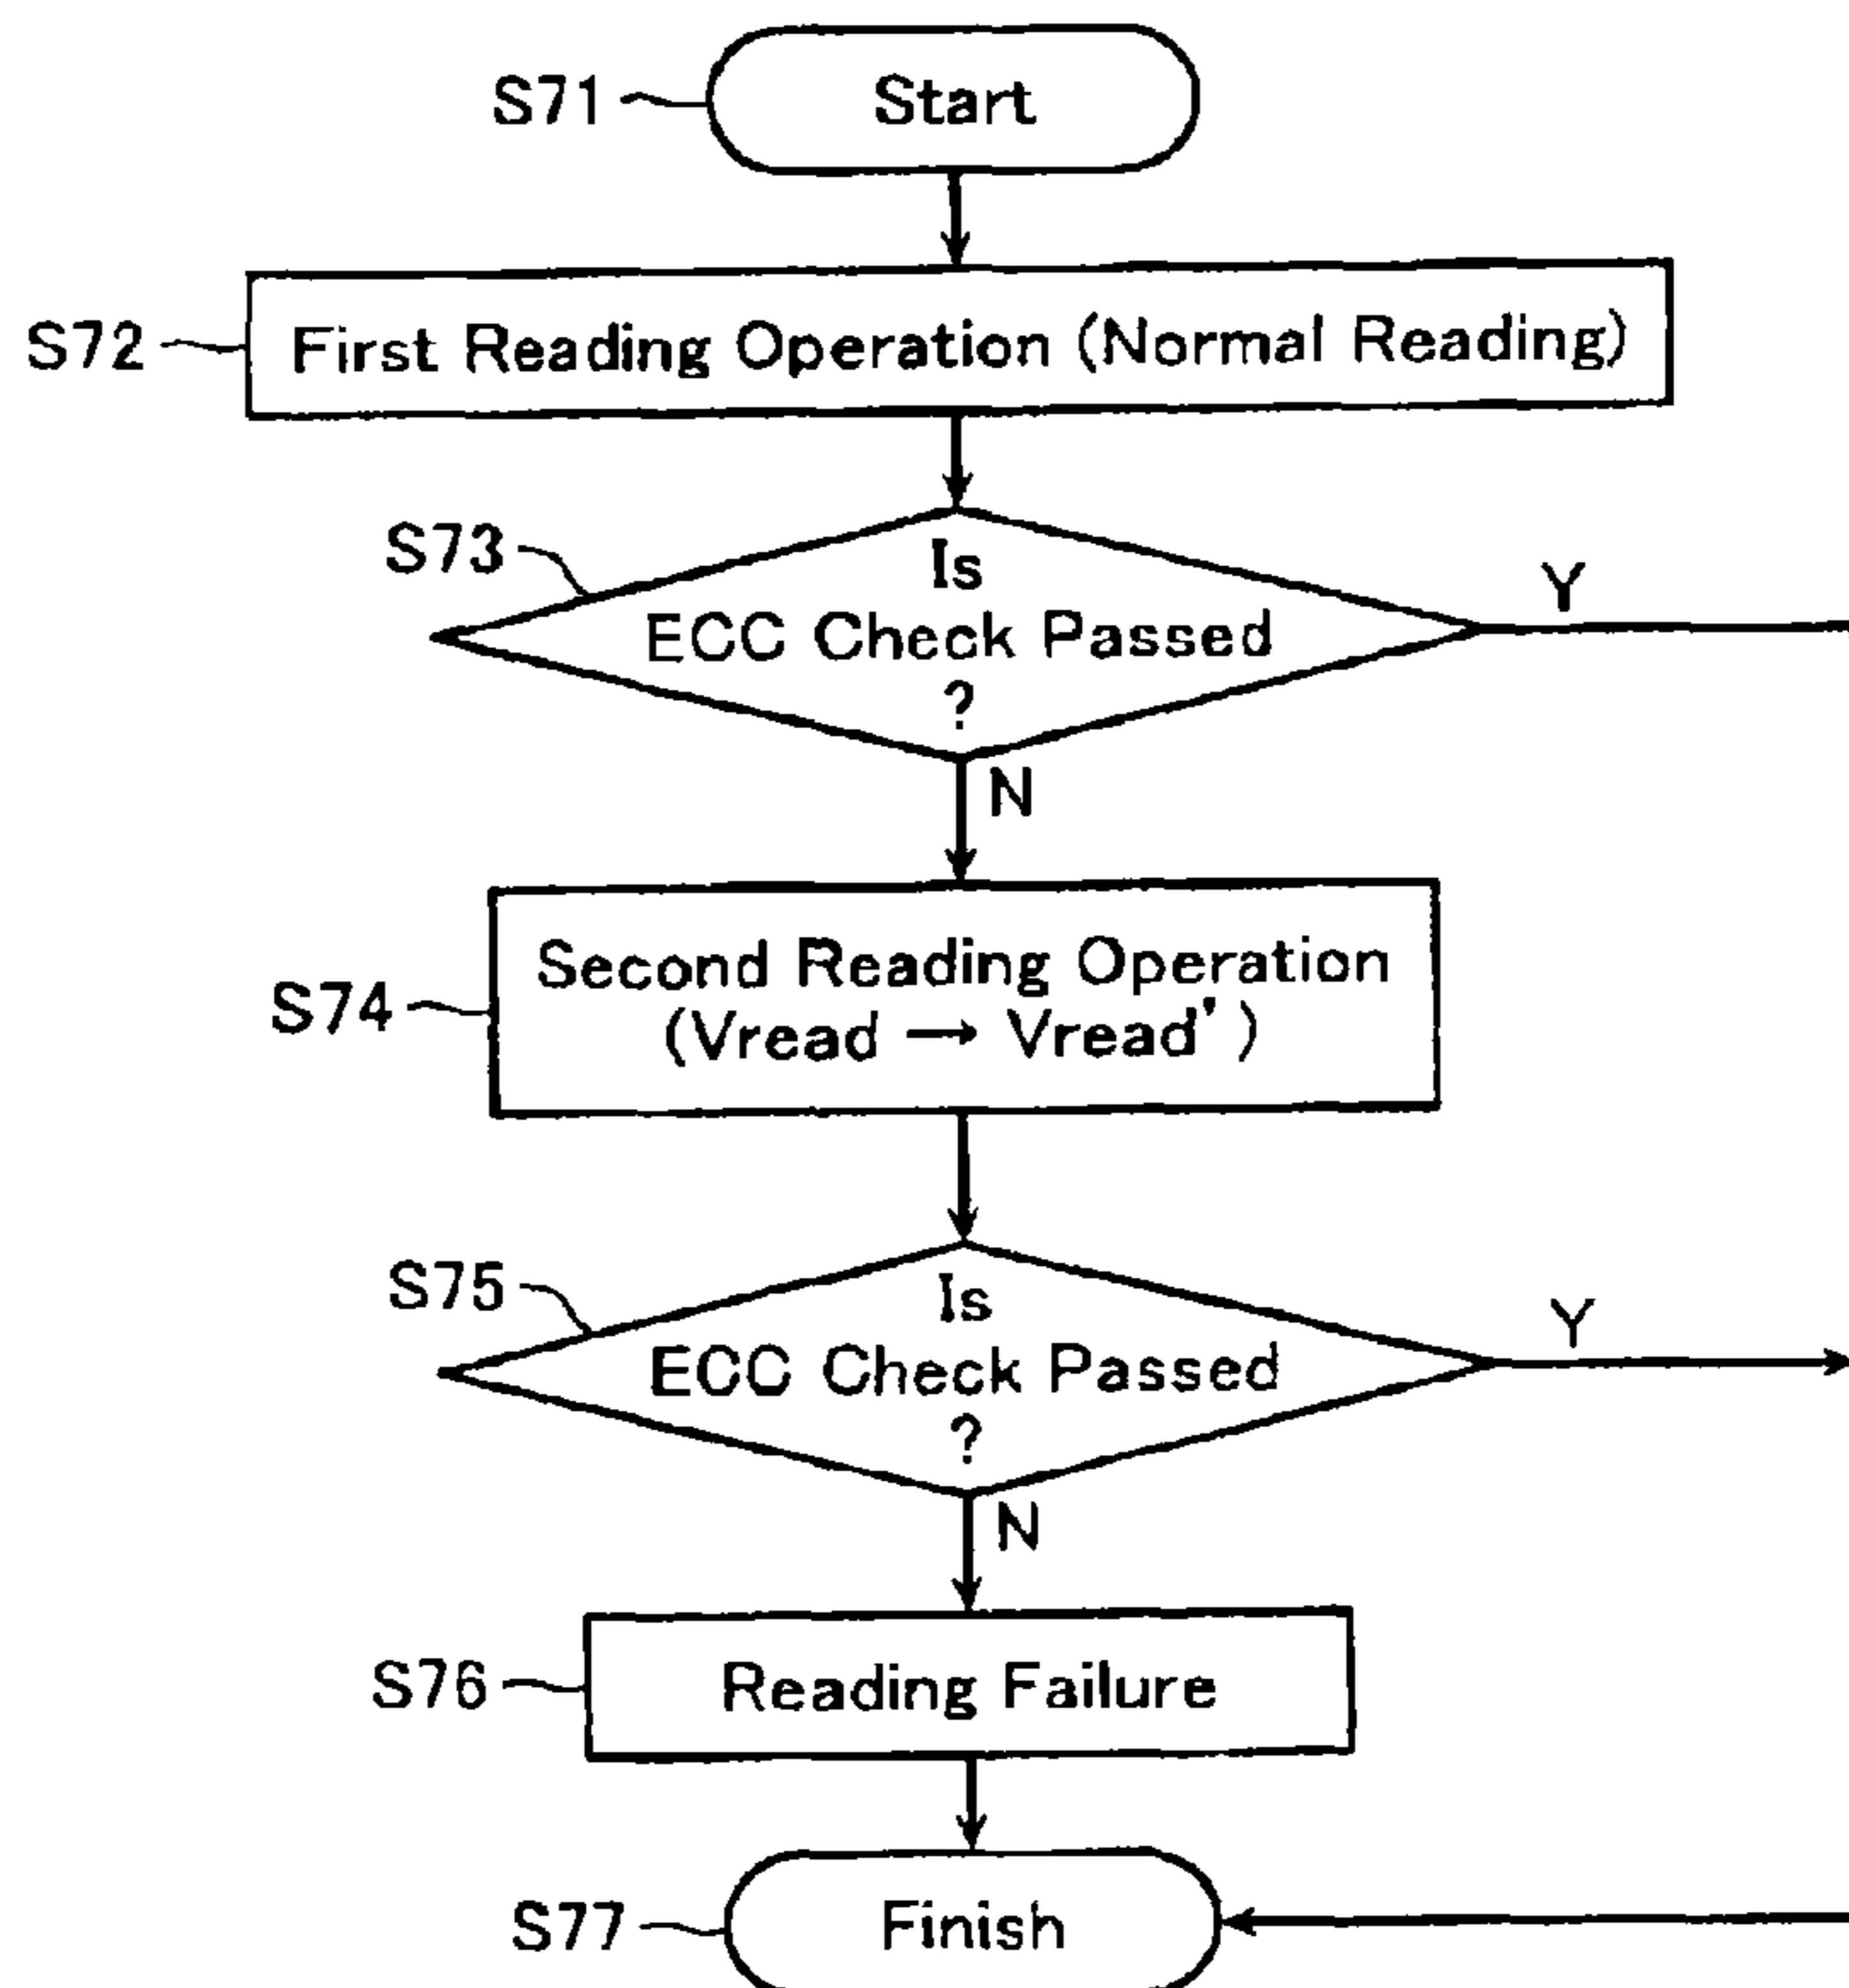 S71
Start
S72
First Reading Operation (Normal Reading)
S73
Is
ECC Check Passed
?
Y
N
S74
Second Reading Operation
(Vread → Vread')
S75
Is
ECC Check Passed
?
Y
N
S76
Reading Failure
S77
Finish